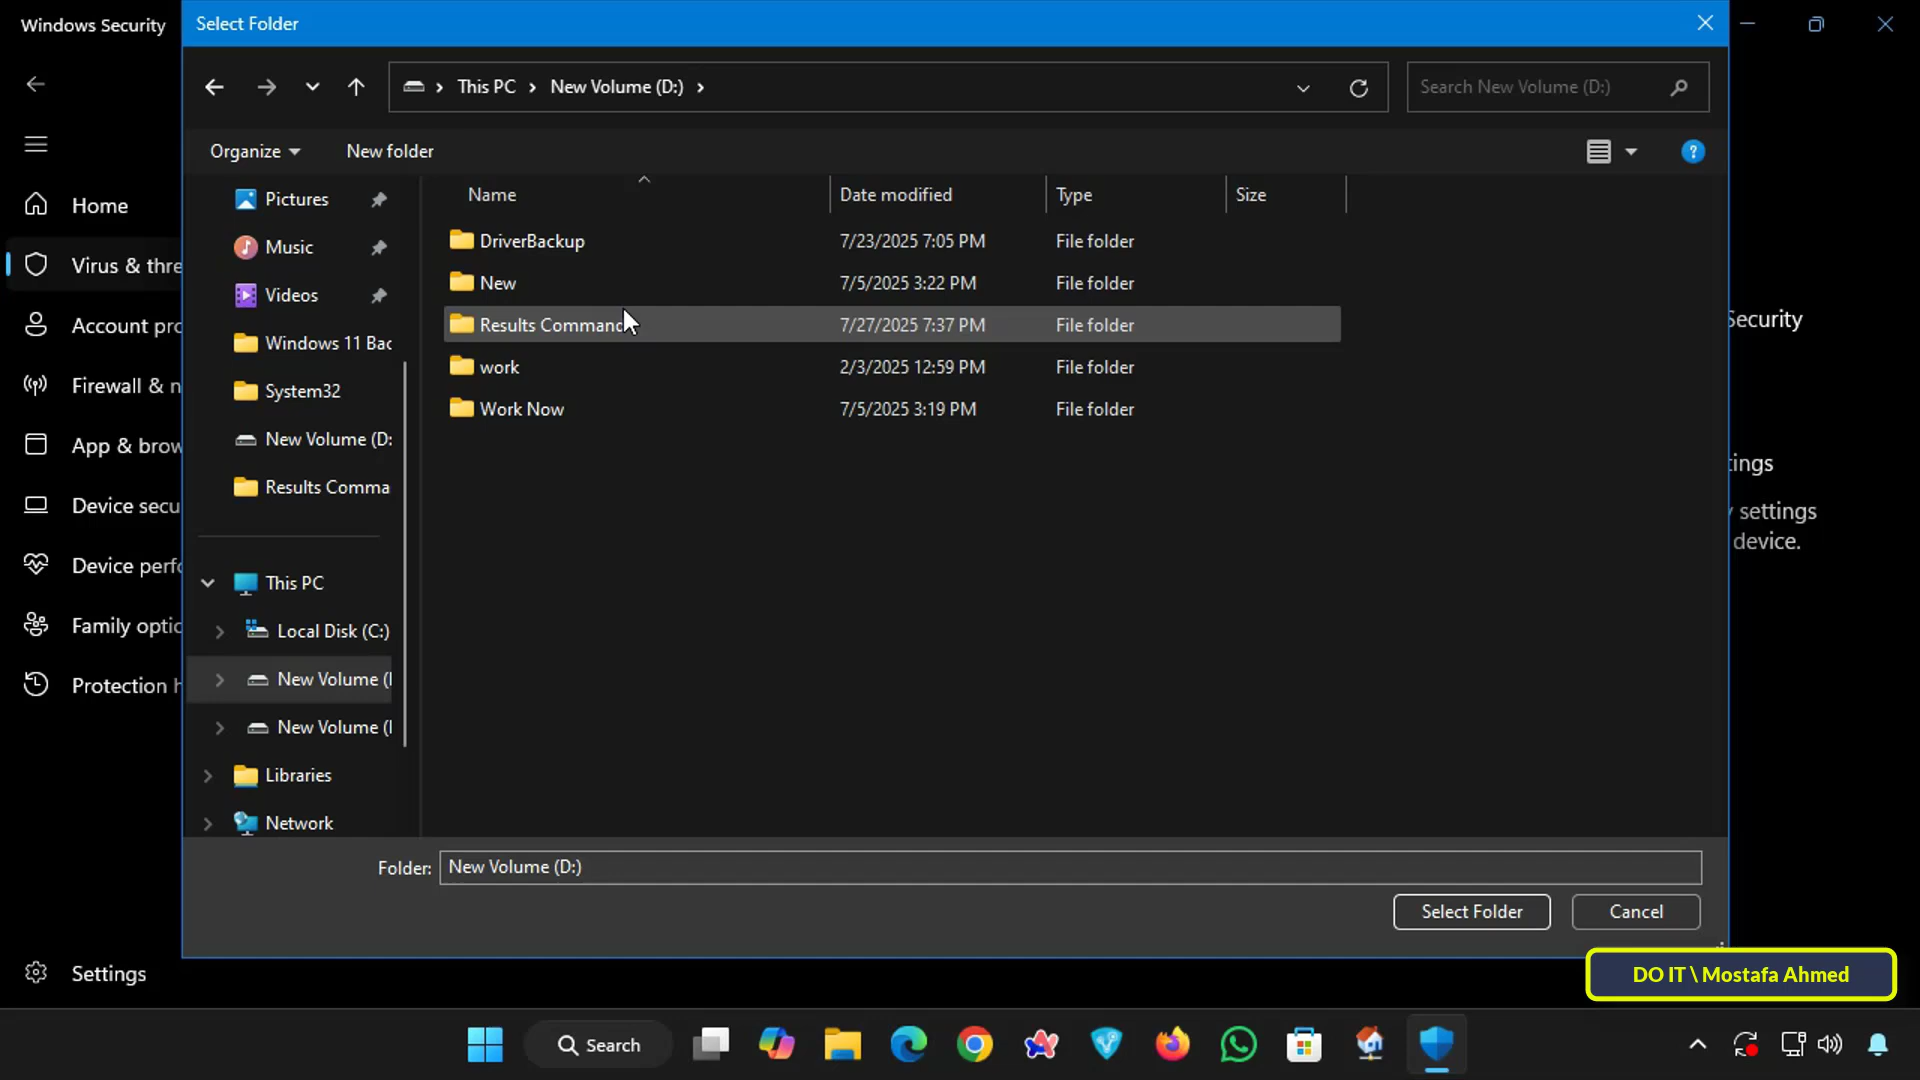 Windows Security
Select Folder
This PC
New Volume (D:)
Search New Volume (D:)
Organize
New folder
Name
Date modified
Type
Size
DriverBackup
7/23/2025 7:05 PM
File folder
New
7/5/2025 3:22 PM
File folder
Results Command
7/27/2025 7:37 PM
File folder
work
2/3/2025 12:59 PM
File folder
Work Now
7/5/2025 3:19 PM
File folder
Pictures
Music
Videos
Windows 11 Bac
System32
New Volume (D:
Results Comma
This PC
Local Disk (C:)
New Volume (
New Volume (
Libraries
Network
Home
Virus & thre
Account pro
Firewall & n
App & brow
Device secu
Device perfo
Family optio
Protection h
Settings
Security
tings
settings
device.
Folder:
New Volume (D:)
Select Folder
Cancel
DO IT \ Mostafa Ahmed
Search